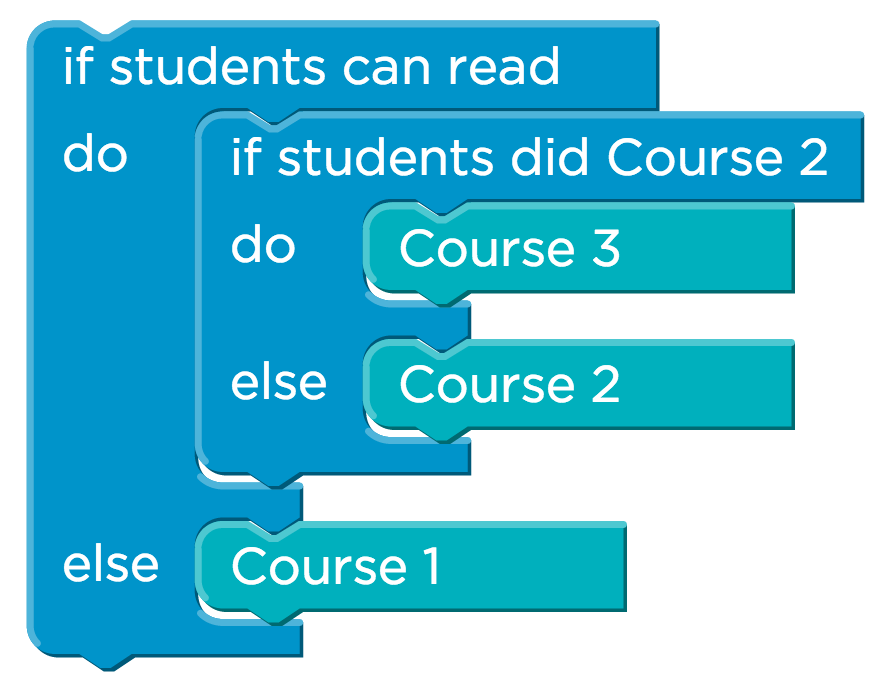 if students can read
do
if students did Course 2
do
Course 3
else
Course 2
else
Course 1